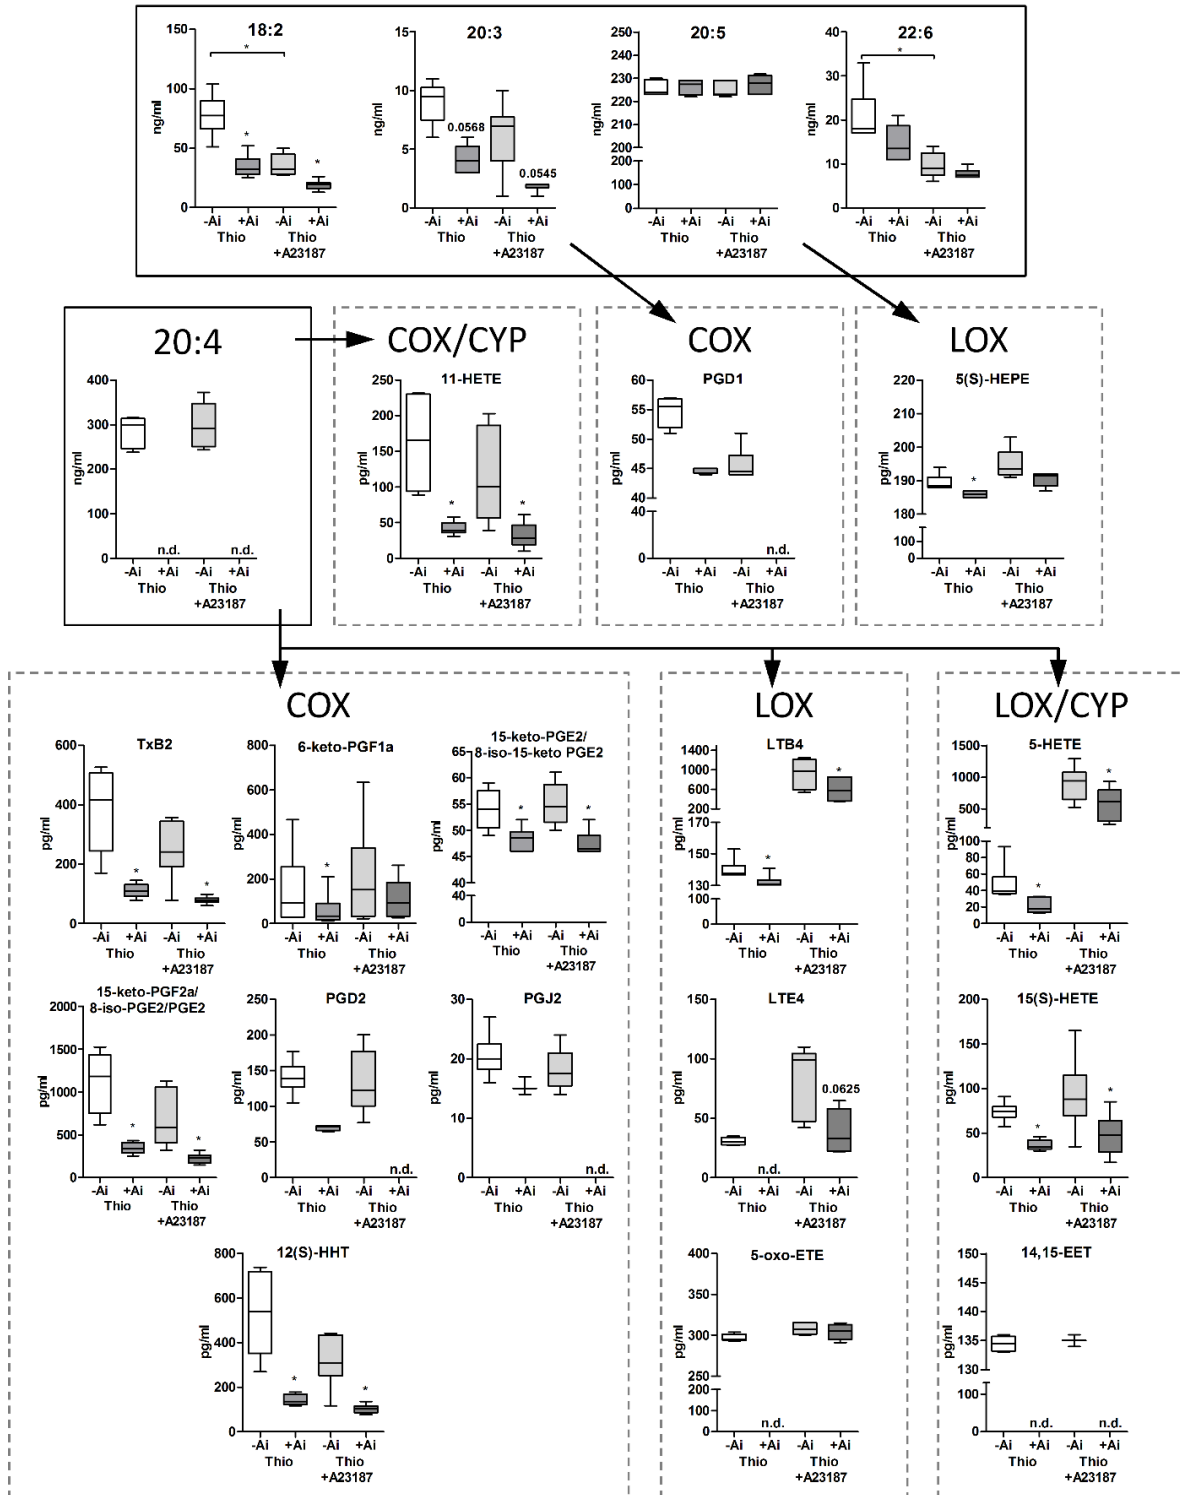 18:2
20:3
20:5
22:6
150
100
50
0
ng/ml
*
*
*
-Ai +Ai -Ai +Ai
Thio Thio
+A23187
15
10
5
0
ng/ml
0.0568
0.0545
-Ai +Ai -Ai +Ai
Thio Thio
+A23187
250
240
230
220
210
200
200
100
0
ng/ml
-Ai +Ai -Ai +Ai
Thio Thio
+A23187
40
30
20
10
0
ng/ml
*
-Ai +Ai -Ai +Ai
Thio Thio
+A23187
20:4
400
300
200
100
0
ng/ml
n.d.
n.d.
-Ai +Ai -Ai +Ai
Thio Thio
+A23187
COX/CYP
11-HETE
250
200
150
100
50
0
pg/ml
*
*
-Ai +Ai -Ai +Ai
Thio Thio
+A23187
COX
PGD1
60
55
50
45
40
40
0
pg/ml
n.d.
-Ai +Ai -Ai +Ai
Thio Thio
+A23187
LOX
5(S)-HEPE
220
210
200
190
180
100
0
pg/ml
*
-Ai +Ai -Ai +Ai
Thio Thio
+A23187
COX
TxB2
600
400
200
0
pg/ml
*
*
-Ai +Ai -Ai +Ai
Thio Thio
+A23187
6-keto-PGF1a
800
600
400
200
0
pg/ml
*
-Ai +Ai -Ai +Ai
Thio Thio
+A23187
15-keto-PGE2/
8-iso-15-keto PGE2
65
60
55
50
45
40
40
0
pg/ml
*
*
-Ai +Ai -Ai +Ai
Thio Thio
+A23187
15-keto-PGF2a/
8-iso-PGE2/PGE2
2000
1500
1000
500
0
pg/ml
*
*
-Ai +Ai -Ai +Ai
Thio Thio
+A23187
PGD2
250
200
150
100
50
0
pg/ml
n.d.
-Ai +Ai -Ai +Ai
Thio Thio
+A23187
PGJ2
30
20
10
0
pg/ml
n.d.
-Ai +Ai -Ai +Ai
Thio Thio
+A23187
12(S)-HHT
800
600
400
200
0
pg/ml
*
*
-Ai +Ai -Ai +Ai
Thio Thio
+A23187
LOX
LTB4
1400
1000
600
200
170
150
130
100
0
pg/ml
*
*
-Ai +Ai -Ai +Ai
Thio Thio
+A23187
LTE4
150
100
50
0
pg/ml
n.d.
0.0625
-Ai +Ai -Ai +Ai
Thio Thio
+A23187
5-oxo-ETE
400
350
300
250
200
100
0
pg/ml
n.d.
-Ai +Ai -Ai +Ai
Thio Thio
+A23187
LOX/CYP
5-HETE
1500
1000
500
100
80
60
40
20
0
pg/ml
*
*
-Ai +Ai -Ai +Ai
Thio Thio
+A23187
15(S)-HETE
200
150
100
50
0
pg/ml
*
*
-Ai +Ai -Ai +Ai
Thio Thio
+A23187
14,15-EET
150
145
140
135
130
100
0
pg/ml
n.d.
n.d.
-Ai +Ai -Ai +Ai
Thio Thio
+A23187